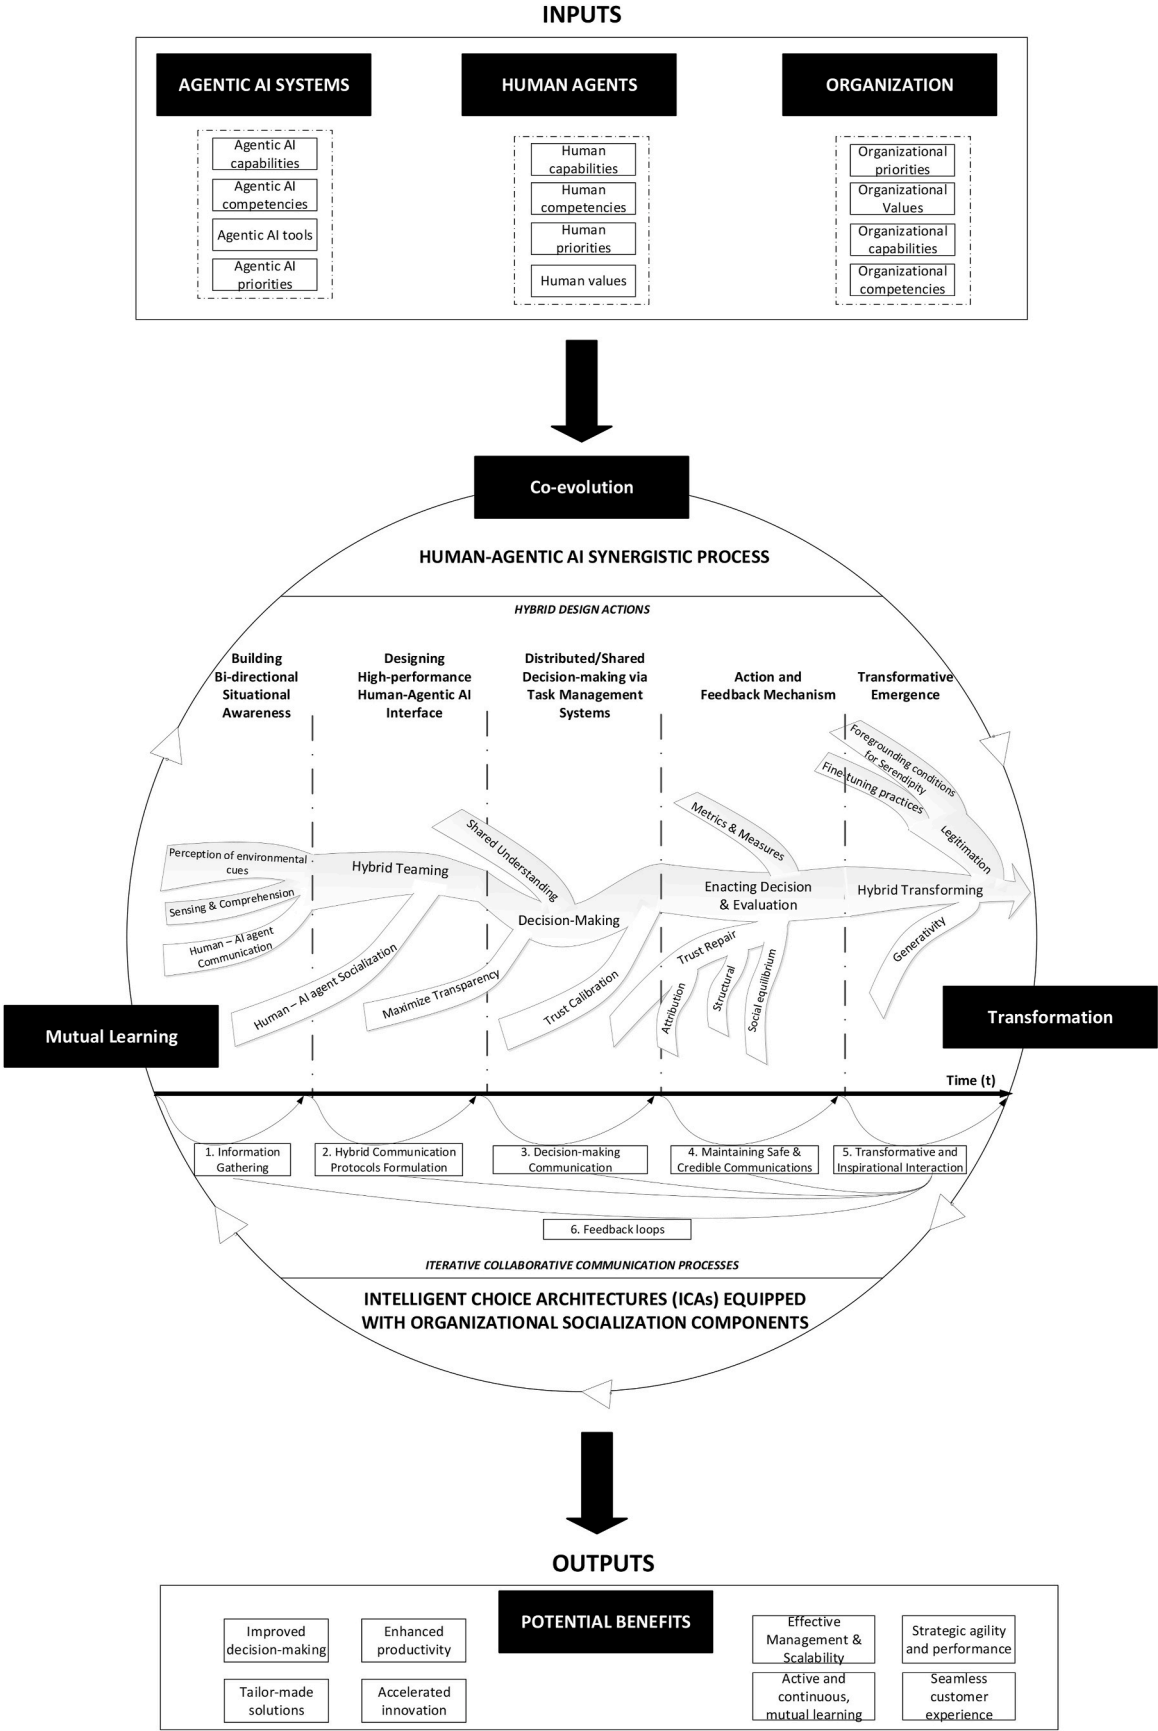 INPUTS
AGENTIC AI SYSTEMS
Agentic AI
capabilities
Agentic AI
competencies
Agentic AI tools
Agentic AI
priorities
HUMAN AGENTS
Human
capabilities
Human
competencies
Human
priorities
Human values
ORGANIZATION
Organizational
priorities
Organizational
Values
Organizational
capabilities
Organizational
competencies
Co-evolution
HUMAN-AGENTIC AI SYNERGISTIC PROCESS
HYBRID DESIGN ACTIONS
Building
Bi-directional
Situational
Awareness
Designing
High-performance
Human-Agentic AI
Interface
Distributed/Shared
Decision-making via
Task Management
Systems
Action and
Feedback Mechanism
Transformative
Emergence
Perception of environmental
cues
Sensing & Comprehension
Human – AI agent
Communication
Hybrid Teaming
Human – AI agent Socialization
Shared Understanding
Maximize Transparency
Decision-Making
Trust Calibration
Metrics & Measures
Enacting Decision
& Evaluation
Trust Repair
Attribution
Structural
Social equilibrium
Foregrounding conditions
for Serendipity
Fine-tuning practices
Legitimation
Hybrid Transforming
Generativity
Mutual Learning
Transformation
Time (t)
1. Information
Gathering
2. Hybrid Communication
Protocols Formulation
3. Decision-making
Communication
4. Maintaining Safe &
Credible Communications
5. Transformative and
Inspirational Interaction
6. Feedback loops
ITERATIVE COLLABORATIVE COMMUNICATION PROCESSES
INTELLIGENT CHOICE ARCHITECTURES (ICAs) EQUIPPED
WITH ORGANIZATIONAL SOCIALIZATION COMPONENTS
OUTPUTS
POTENTIAL BENEFITS
Improved
decision-making
Enhanced
productivity
Tailor-made
solutions
Accelerated
innovation
Effective
Management &
Scalability
Strategic agility
and performance
Active and
continuous,
mutual learning
Seamless
customer
experience